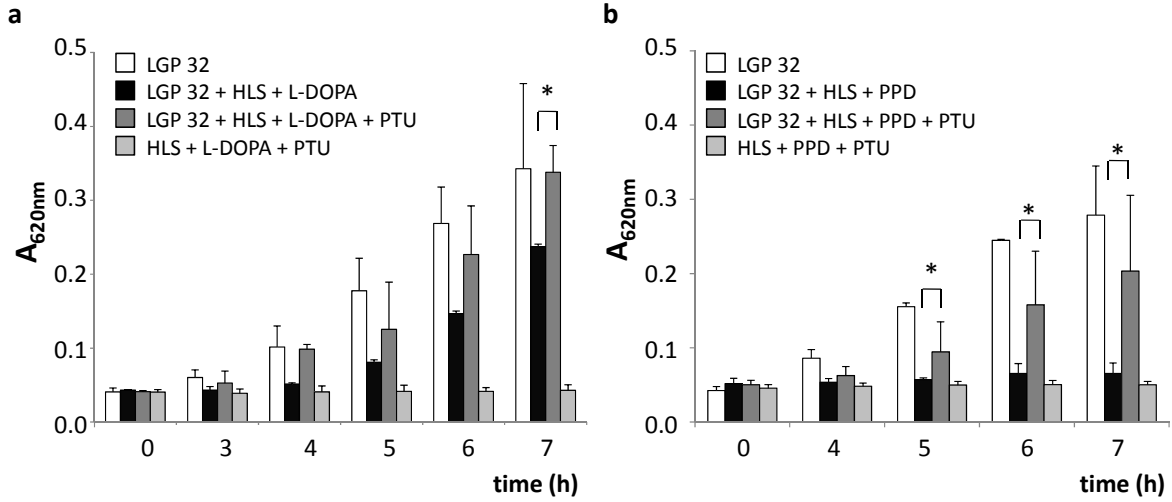 a
0.5
0.4
0.3
0.2
0.1
0.0
A620nm
LGP 32
LGP 32 + HLS + L-DOPA
LGP 32 + HLS + L-DOPA + PTU
HLS + L-DOPA + PTU
*
0 3 4 5 6 7
time (h)
b
0.5
0.4
0.3
0.2
0.1
0.0
A620nm
LGP 32
LGP 32 + HLS + PPD
LGP 32 + HLS + PPD + PTU
HLS + PPD + PTU
*
*
*
0 4 5 6 7
time (h)